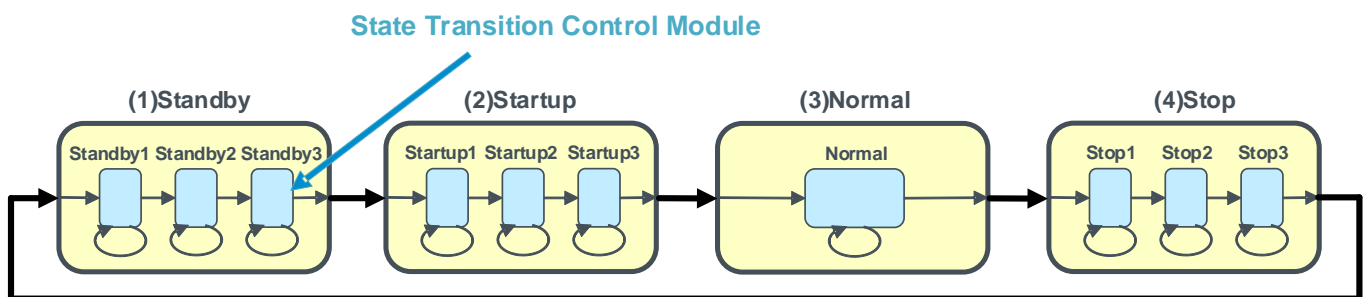 State Transition Control Module
(1)Standby
(2)Startup
(3)Normal
(4)Stop
Standby1 Standby2 Standby3
Startup1 Startup2 Startup3
Normal
Stop1 Stop2 Stop3